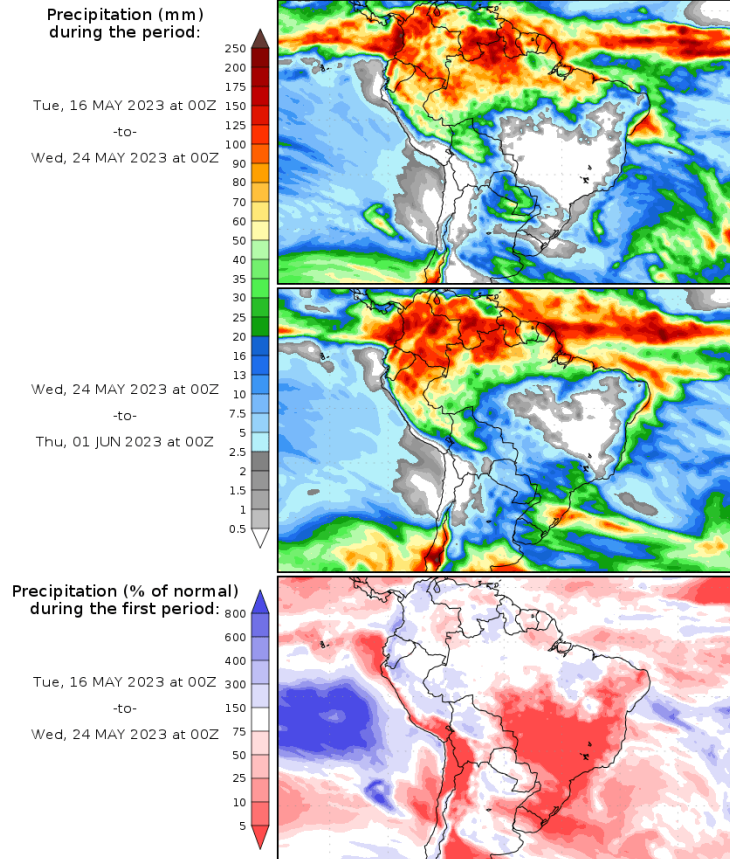 Precipitation (mm)
during the period:
Tue, 16 MAY 2023 at 00Z
-to-
Wed, 24 MAY 2023 at 00Z
250
200
175
150
125
100
90
80
70
60
50
40
35
30
25
20
16
13
10
7.5
5
2.5
2
1.5
1
0.5
Wed, 24 MAY 2023 at 00Z
-to-
Thu, 01 JUN 2023 at 00Z
Precipitation (% of normal)
during the first period:
Tue, 16 MAY 2023 at 00Z
-to-
Wed, 24 MAY 2023 at 00Z
800
600
400
300
150
75
50
25
10
5